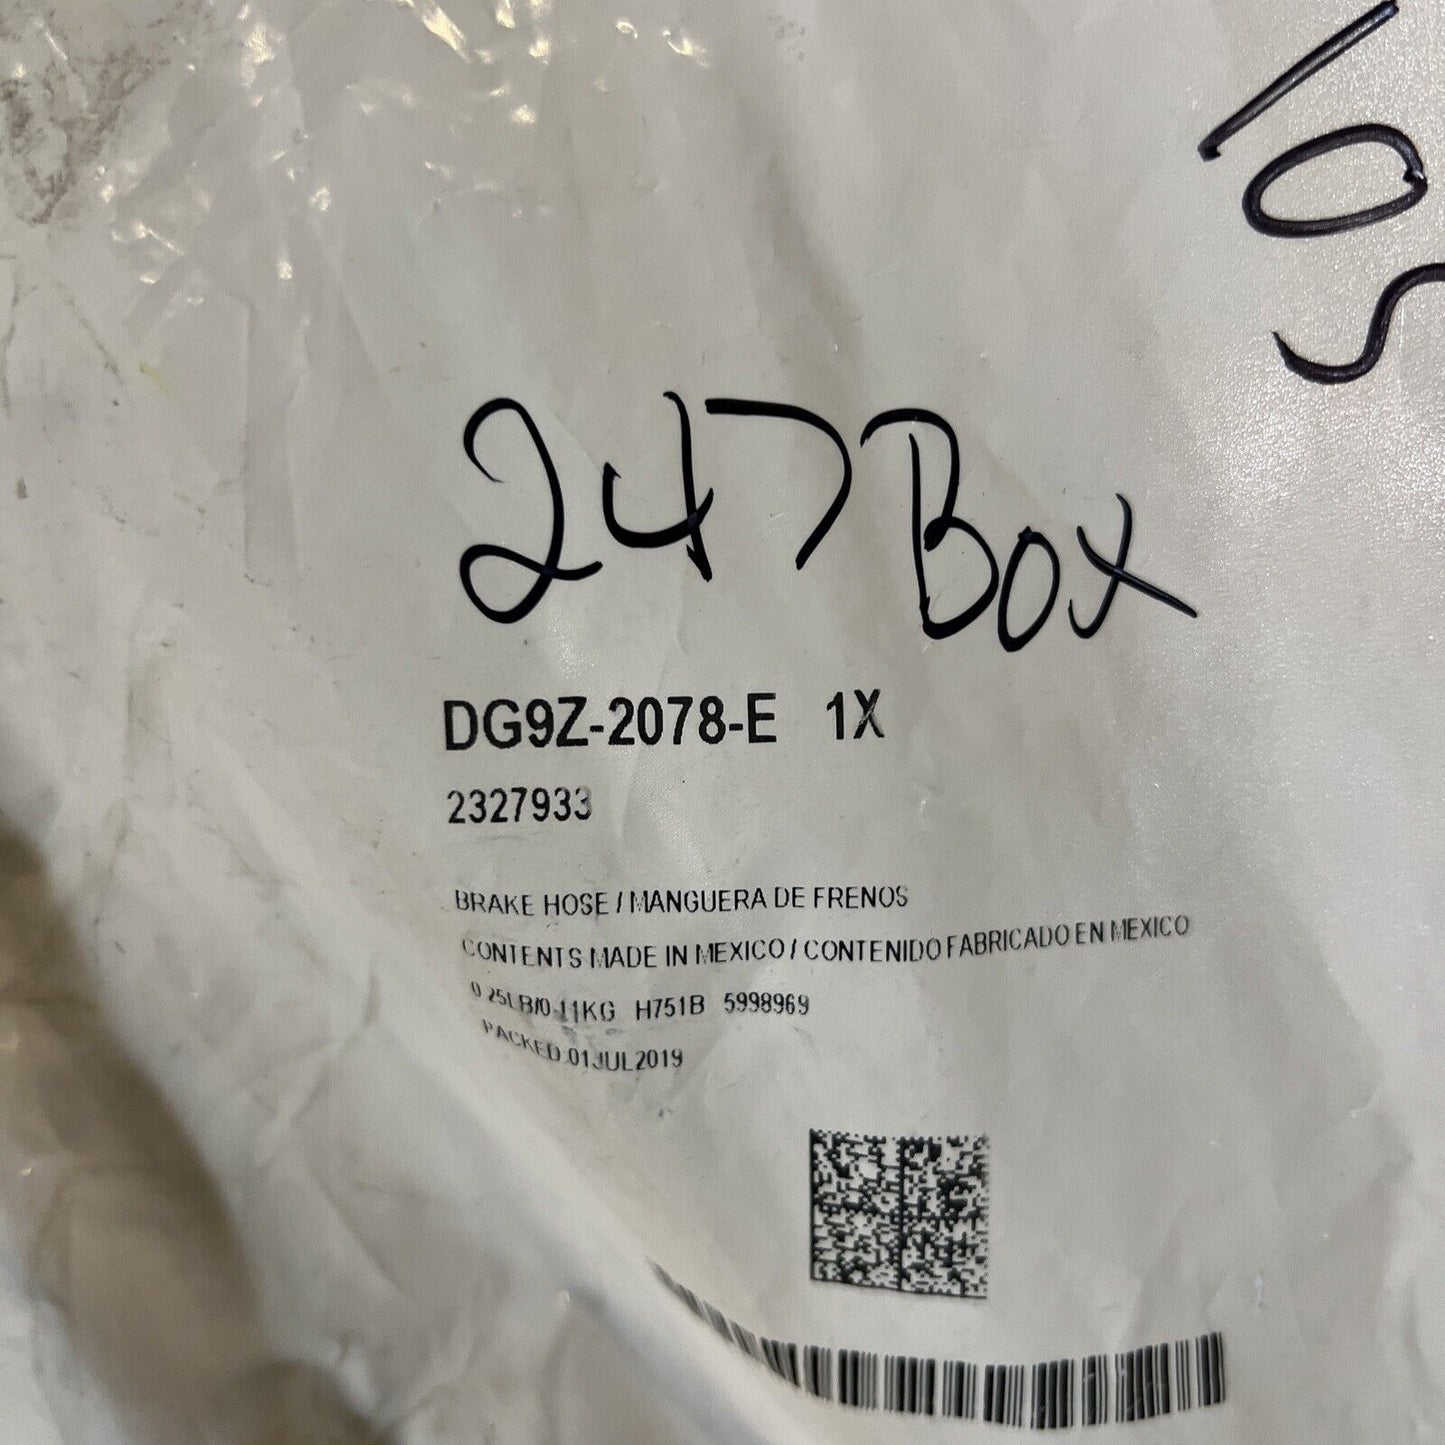 105
247 Box
DG9Z-2078-E 1X
2327933
BRAKE HOSE / MANGUERA DE FRENOS
CONTENTS MADE IN MEXICO / CONTENIDO FABRICADO EN MEXICO
0.25LB/0.11KG H751B 5998969
PACKED 01JUL2019